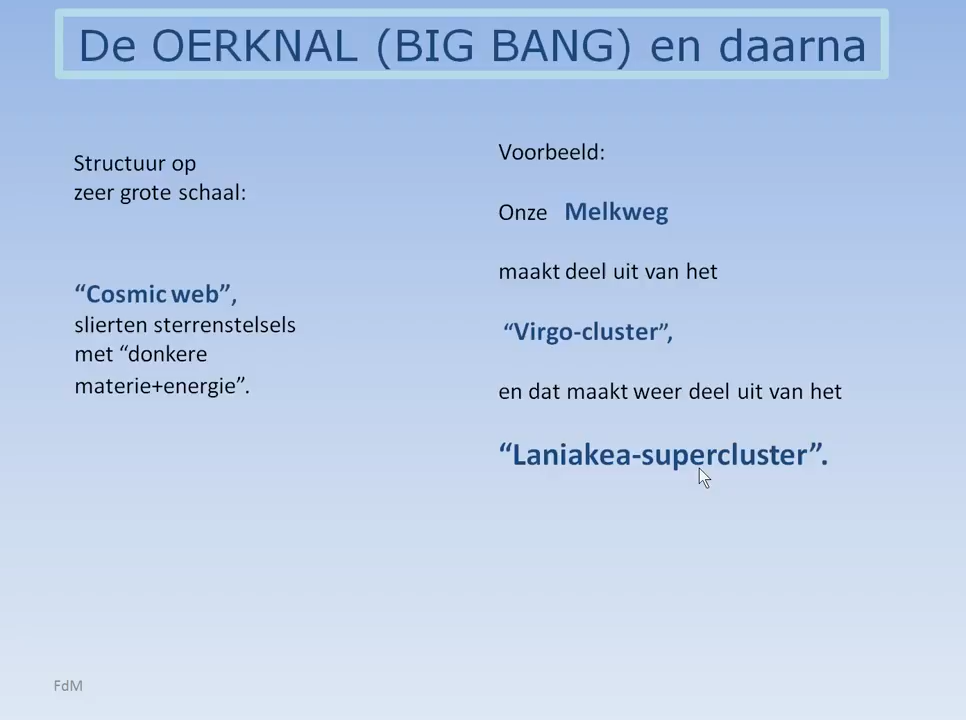 De OERKNAL (BIG BANG) en daarna
Structuur op
zeer grote schaal:
“Cosmic web”,
slierten sterrenstelsels
met “donkere
materie+energie”.
Voorbeeld:
Onze Melkweg
maakt deel uit van het
“Virgo-cluster”,
en dat maakt weer deel uit van het
“Laniakea-supercluster”.
FdM